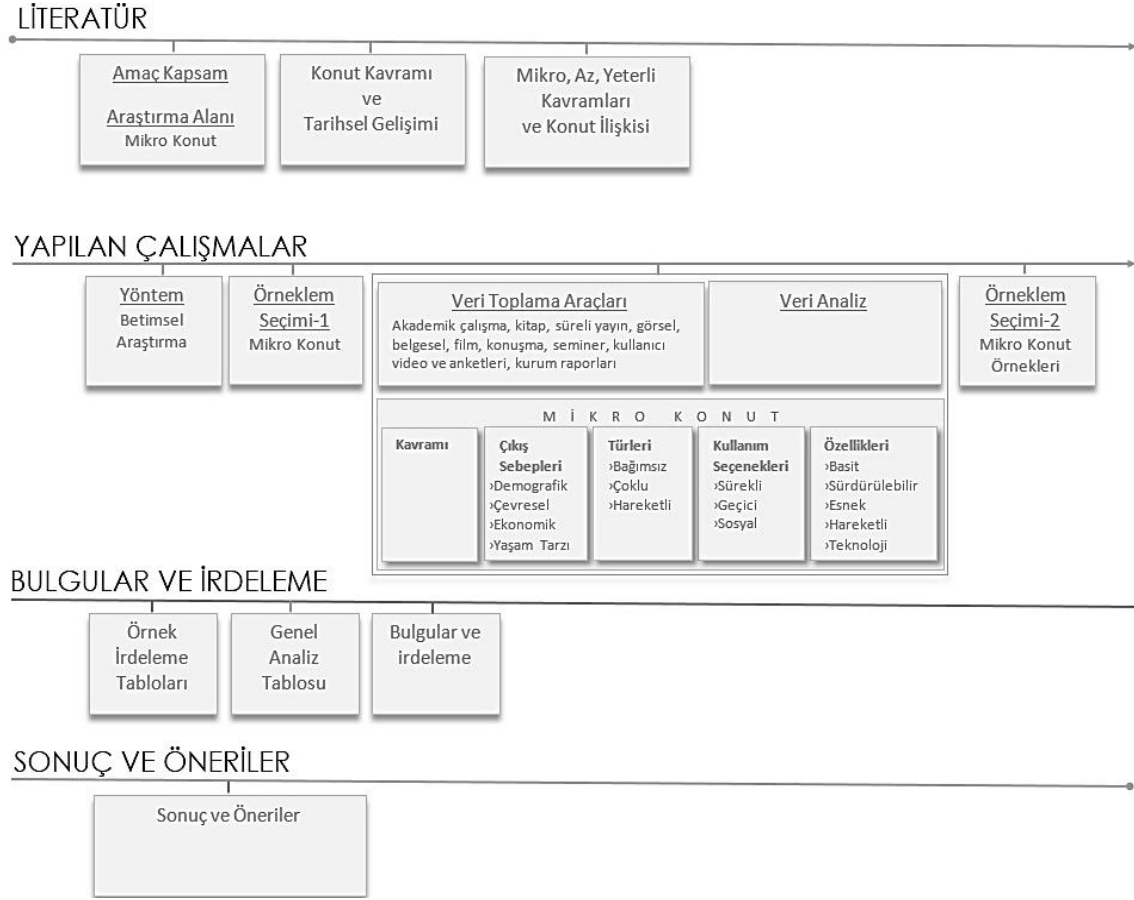 LİTERATÜR
Amaç Kapsam
Araştırma Alanı
Mikro Konut
Konut Kavramı
ve
Tarihsel Gelişimi
Mikro, Az, Yeterli
Kavramları
ve Konut İlişkisi
YAPILAN ÇALIŞMALAR
Yöntem
Betimsel
Araştırma
Örneklem
Seçimi-1
Mikro Konut
Veri Toplama Araçları
Akademik çalışma, kitap, süreli yayın, görsel,
belgesel, film, konuşma, seminer, kullanıcı
video ve anketleri, kurum raporları
Veri Analiz
Örneklem
Seçimi-2
Mikro Konut
Örnekleri
MİKRO KONUT
Kavramı
Çıkış
Sebepleri
›Demografik
›Çevresel
›Ekonomik
›Yaşam Tarzı
Türleri
›Bağımsız
›Çoklu
›Hareketli
Kullanım
Seçenekleri
›Sürekli
›Geçici
›Sosyal
Özellikleri
›Basit
›Sürdürülebilir
›Esnek
›Hareketli
›Teknoloji
BULGULAR VE İRDELEME
Örnek
İrdeleme
Tabloları
Genel
Analiz
Tablosu
Bulgular ve
irdeleme
SONUÇ VE ÖNERİLER
Sonuç ve Öneriler